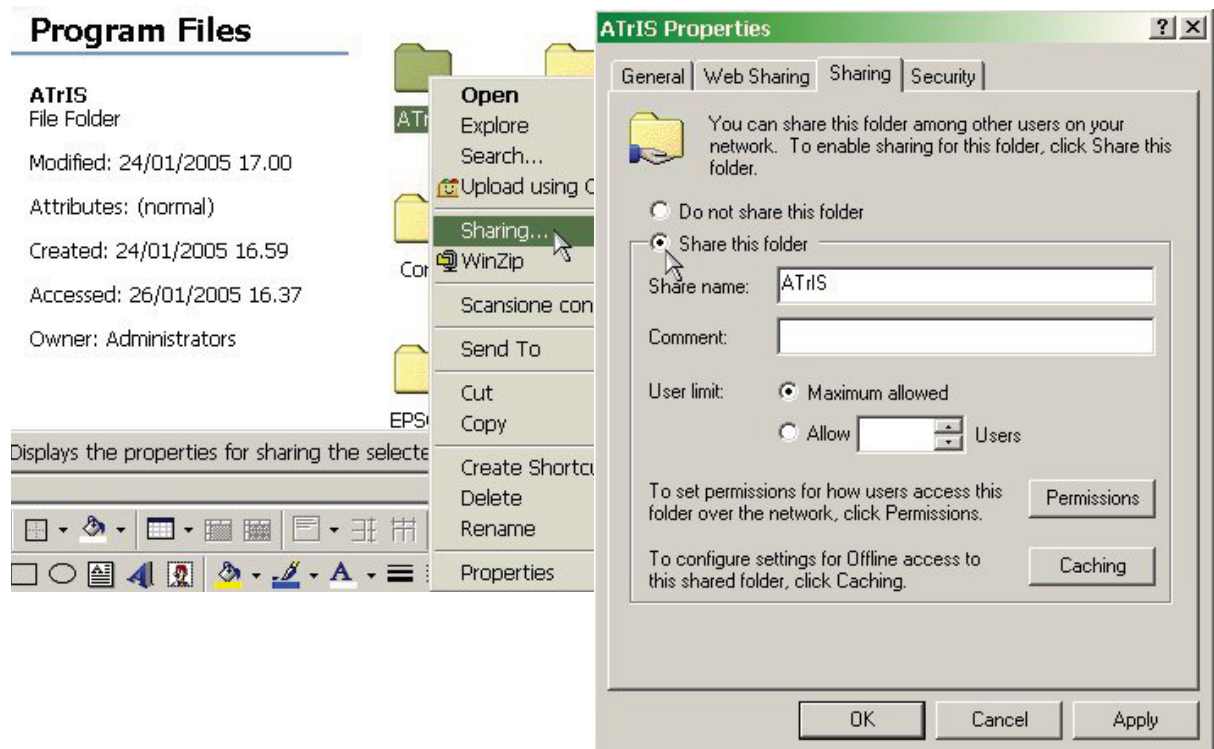 Program Files
ATrIS
File Folder
Modified: 24/01/2005 17.00
Attributes: (normal)
Created: 24/01/2005 16.59
Accessed: 26/01/2005 16.37
Owner: Administrators
Displays the properties for sharing the selecte
Open
Explore
Search...
Upload using
Sharing...
WinZip
Scansione con
Send To
Cut
Copy
Create Shortcu
Delete
Rename
Properties
ATrIS Properties
General Web Sharing Sharing Security
You can share this folder among other users on your
network. To enable sharing for this folder, click Share this
folder.
Do not share this folder
Share this folder
Share name: ATrIS
Comment:
User limit: Maximum allowed
Allow Users
To set permissions for how users access this
folder over the network, click Permissions.
Permissions
To configure settings for Offline access to
this shared folder, click Caching.
Caching
OK Cancel Apply